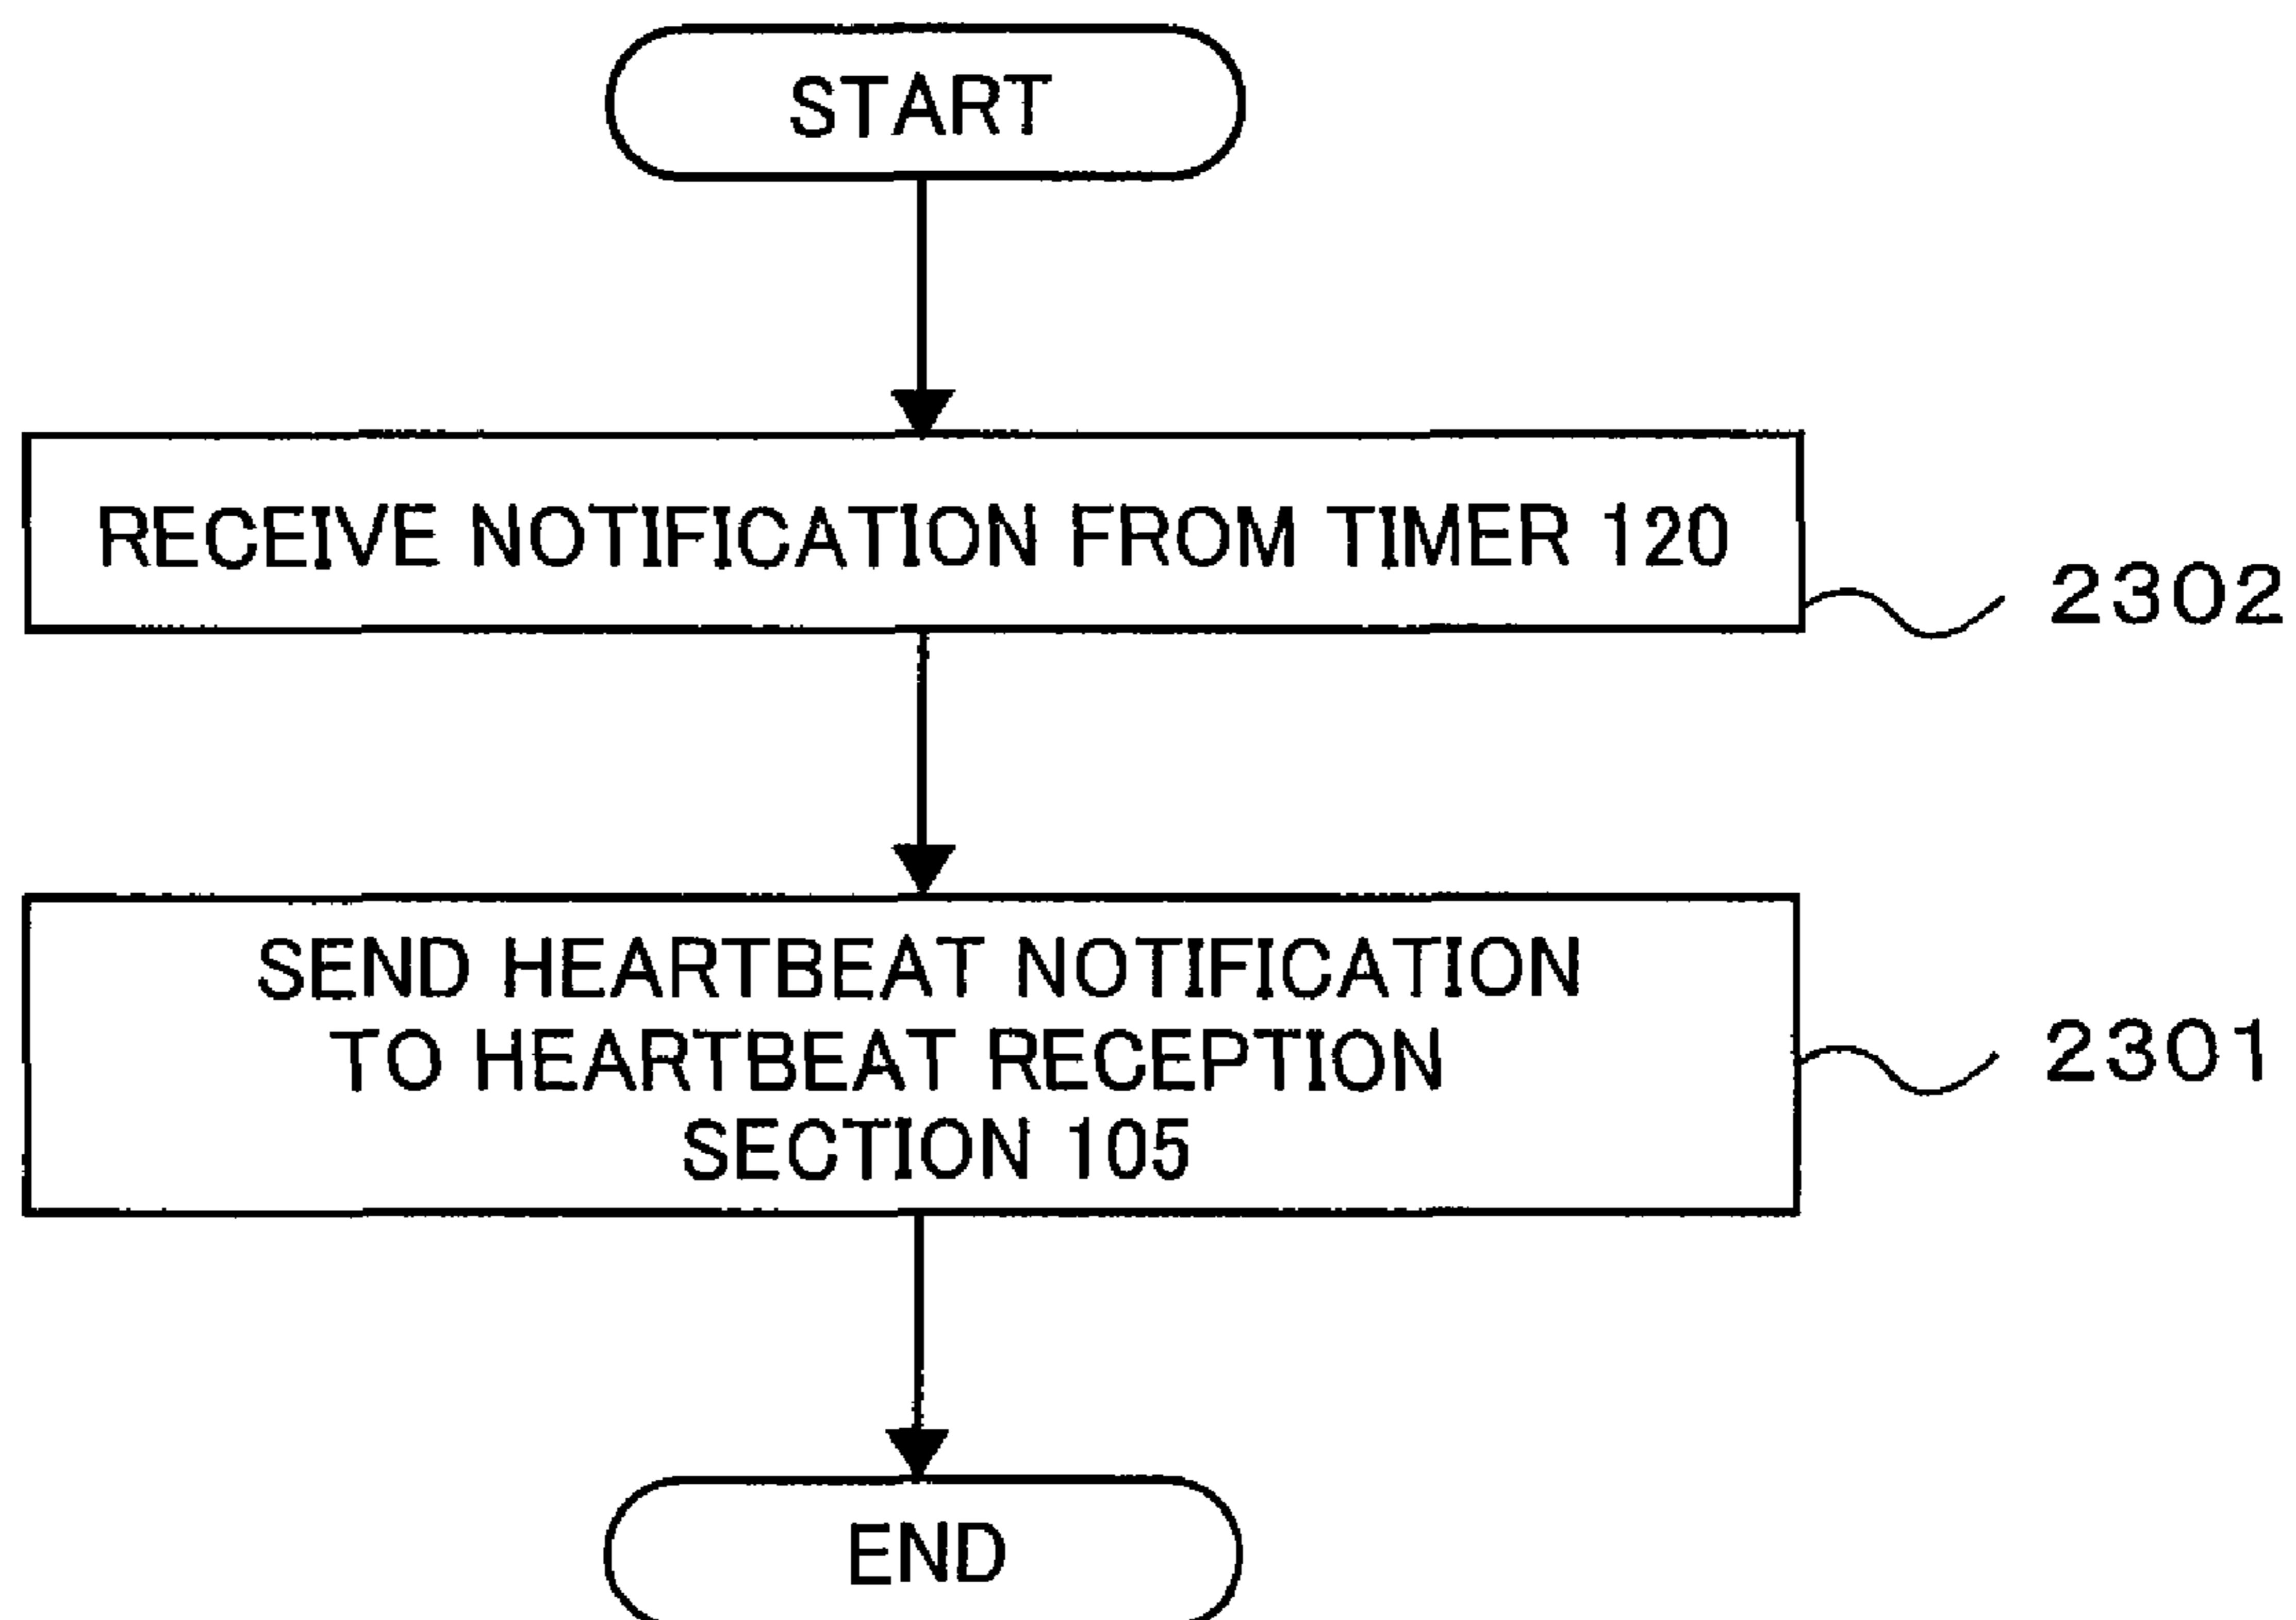 START
RECEIVE NOTIFICATION FROM TIMER 120
2302
SEND HEARTBEAT NOTIFICATION
TO HEARTBEAT RECEPTION
SECTION 105
2301
END